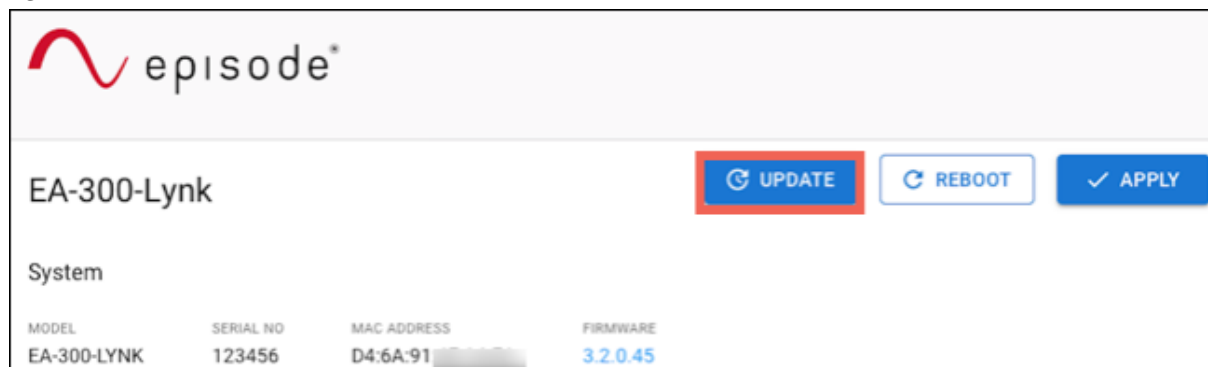 episode®
EA-300-Lynk
UPDATE
REBOOT
APPLY
System
MODEL SERIAL NO MAC ADDRESS FIRMWARE
EA-300-LYNK 123456 D4:6A:91 3.2.0.45